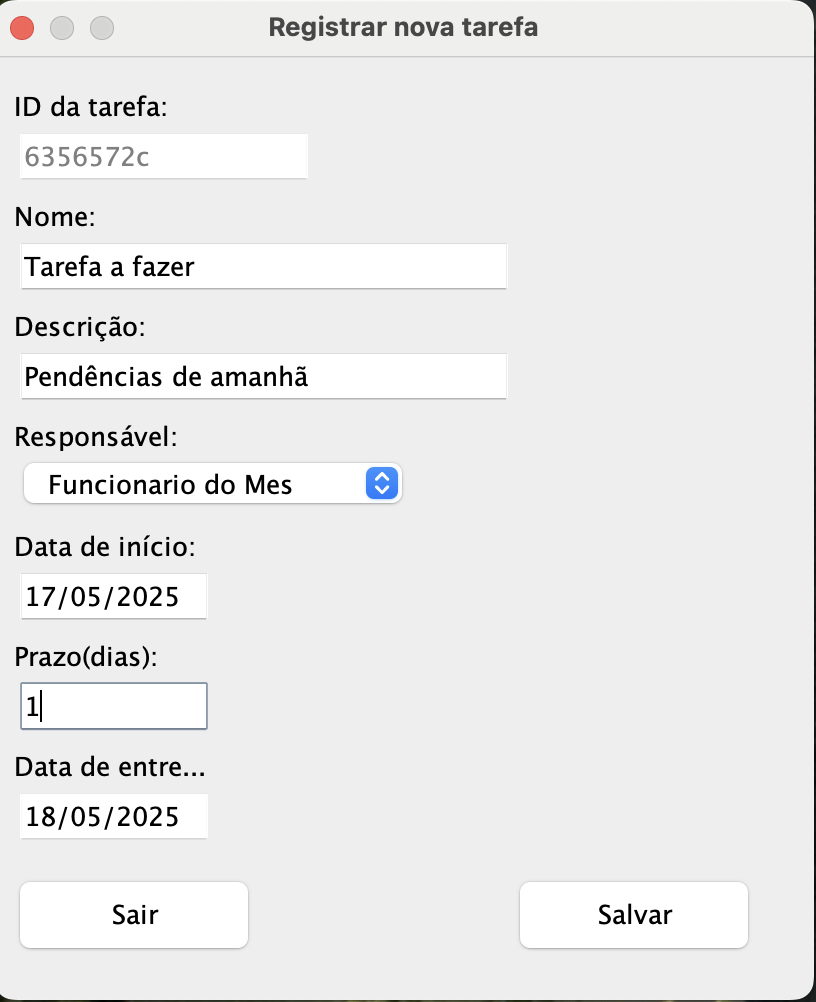 Registrar nova tarefa
ID da tarefa:
6356572c
Nome:
Tarefa a fazer
Descrição:
Pendências de amanhã
Responsável:
Funcionario do Mes
Data de início:
17/05/2025
Prazo(dias):
1
Data de entre...
18/05/2025
Sair
Salvar